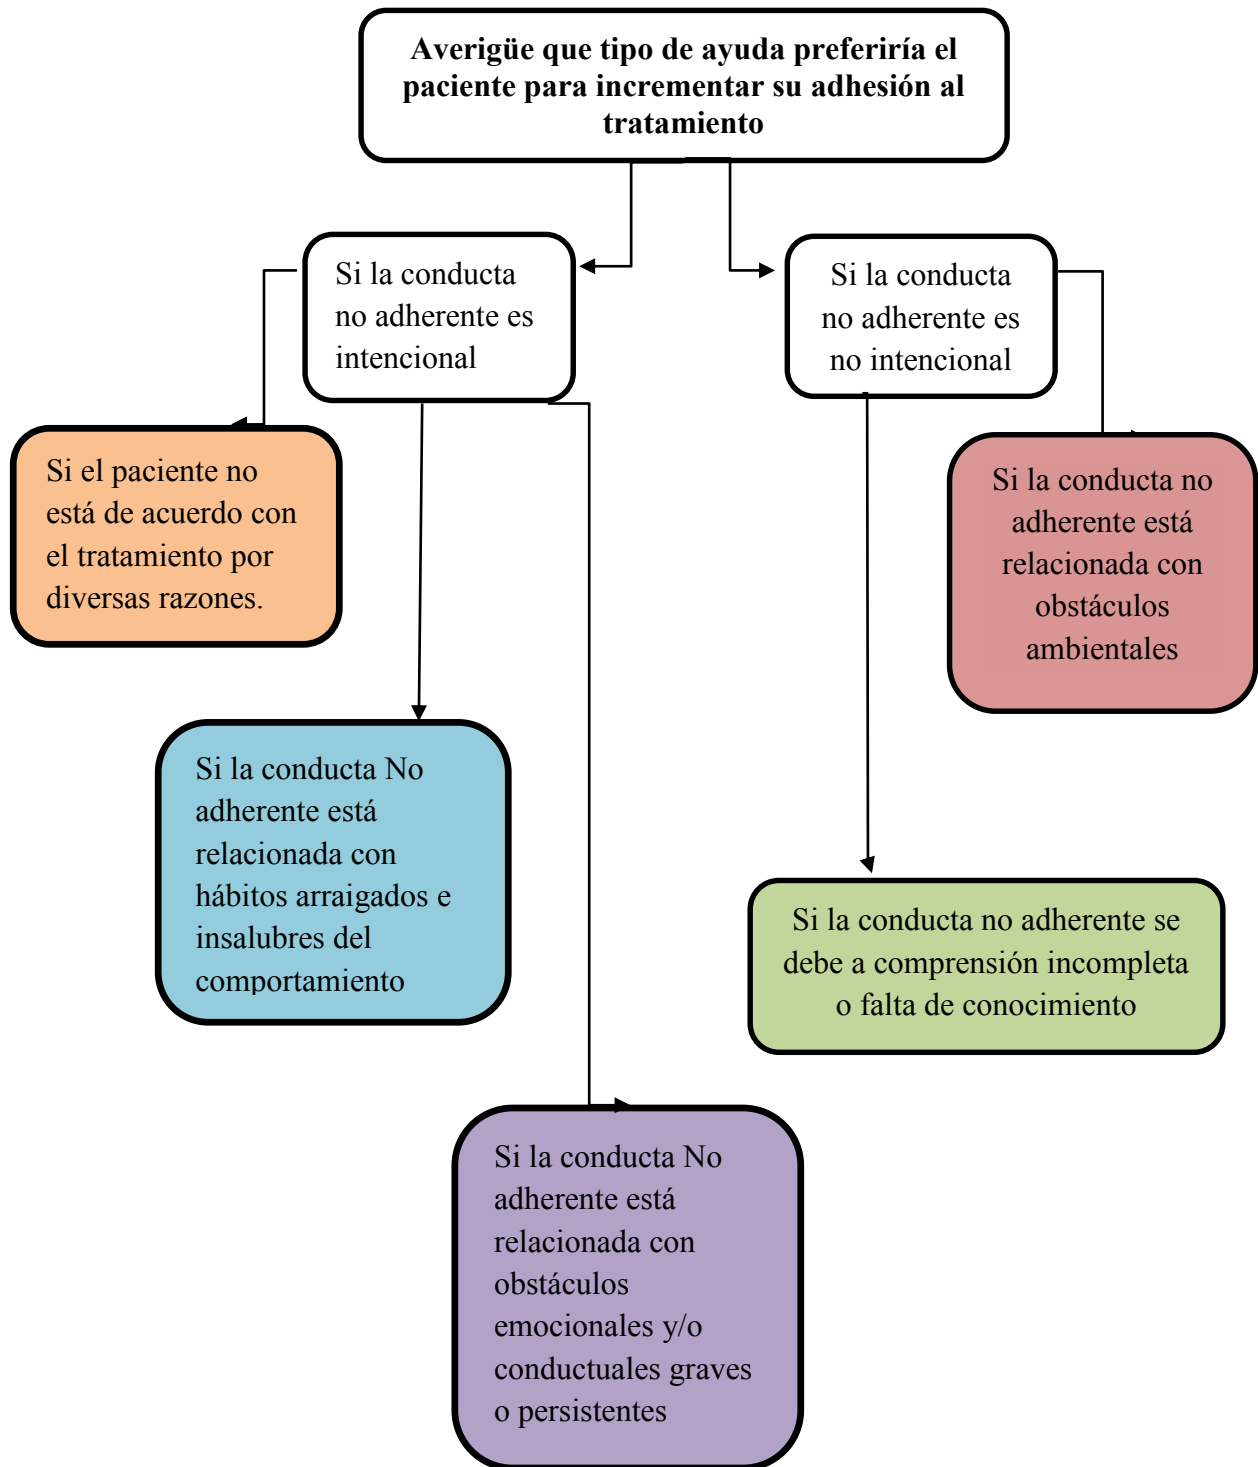 Averigüe que tipo de ayuda preferiría el
paciente para incrementar su adhesión al
tratamiento
Si la conducta
no adherente es
intencional
Si la conducta
no adherente es
no intencional
Si el paciente no
está de acuerdo con
el tratamiento por
diversas razones.
Si la conducta no
adherente está
relacionada con
obstáculos
ambientales
Si la conducta No
adherente está
relacionada con
hábitos arraigados e
insalubres del
comportamiento
Si la conducta no adherente se
debe a comprensión incompleta
o falta de conocimiento
Si la conducta No
adherente está
relacionada con
obstáculos
emocionales y/o
conductuales graves
o persistentes